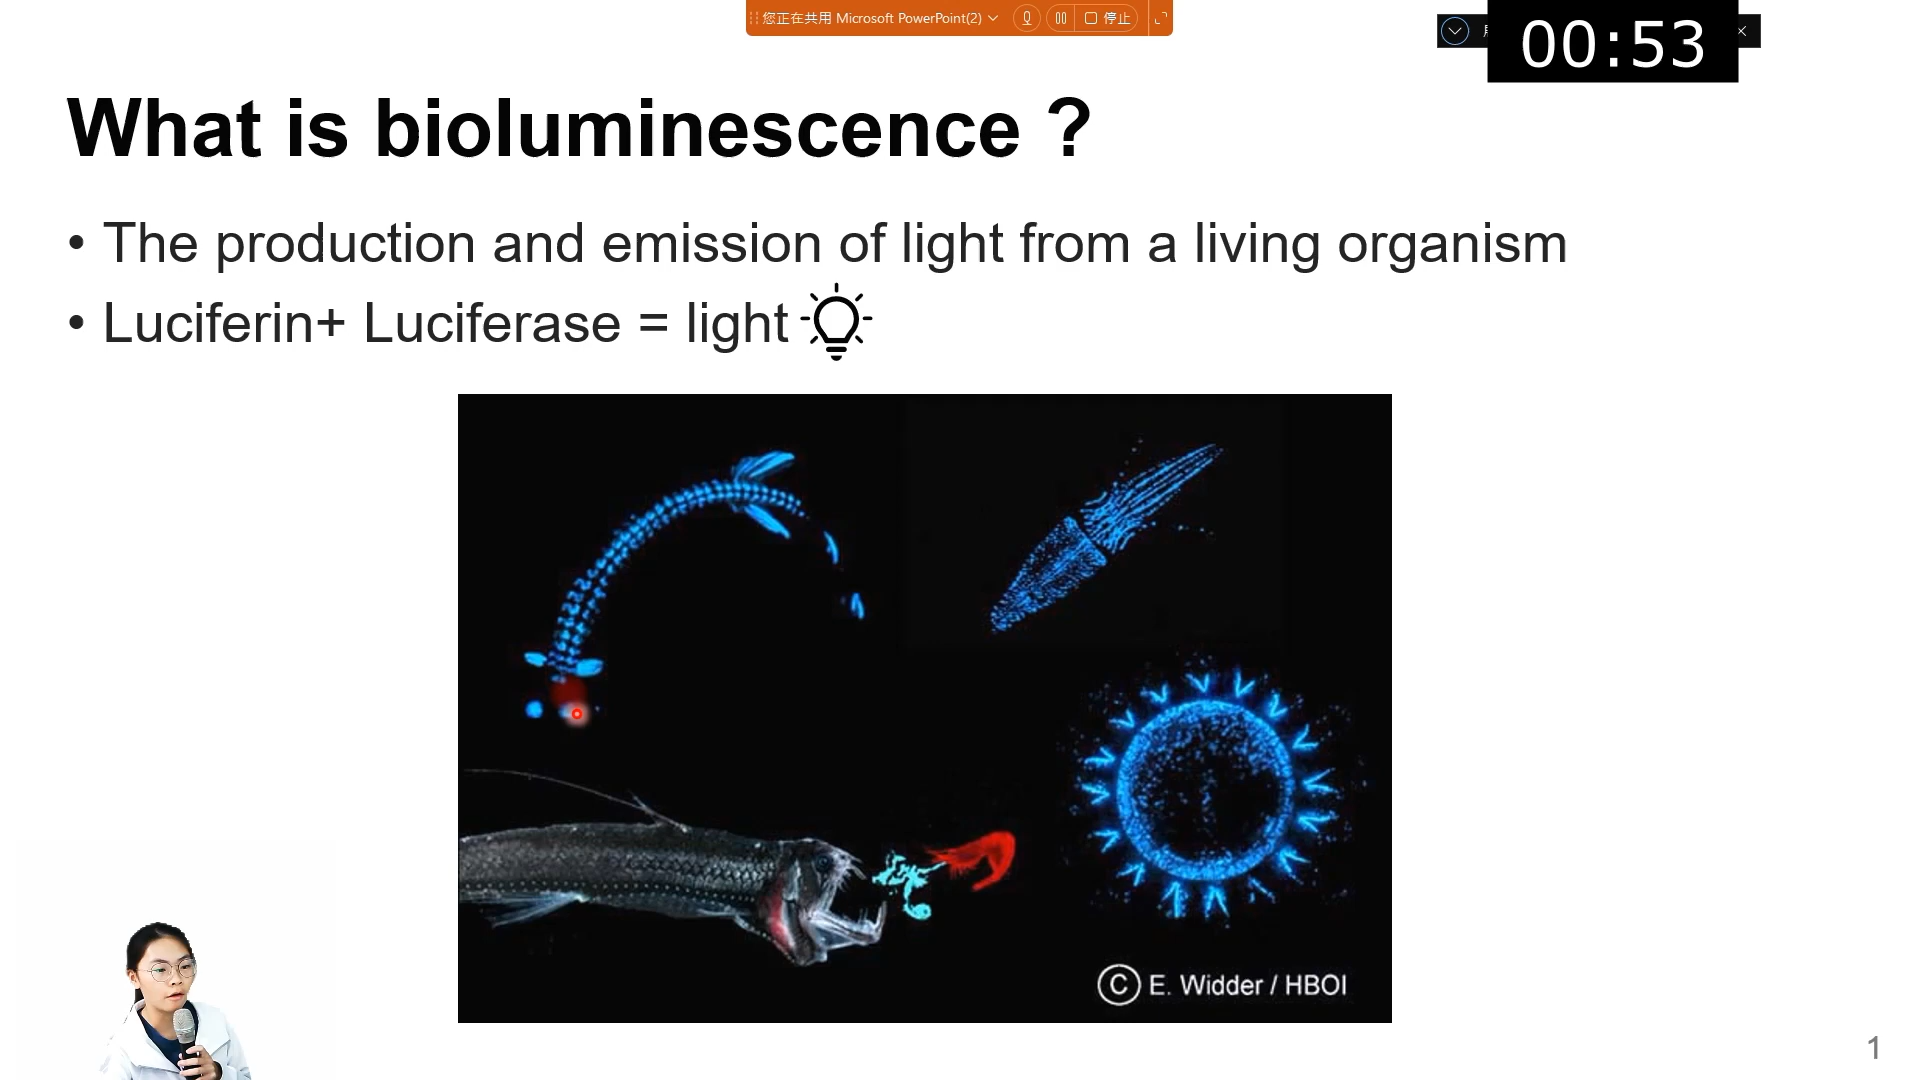 您正在共用 Microsoft PowerPoint(2)
停止
00:53
What is bioluminescence ?
• The production and emission of light from a living organism
• Luciferin+ Luciferase = light
© E. Widder / HBOI
1